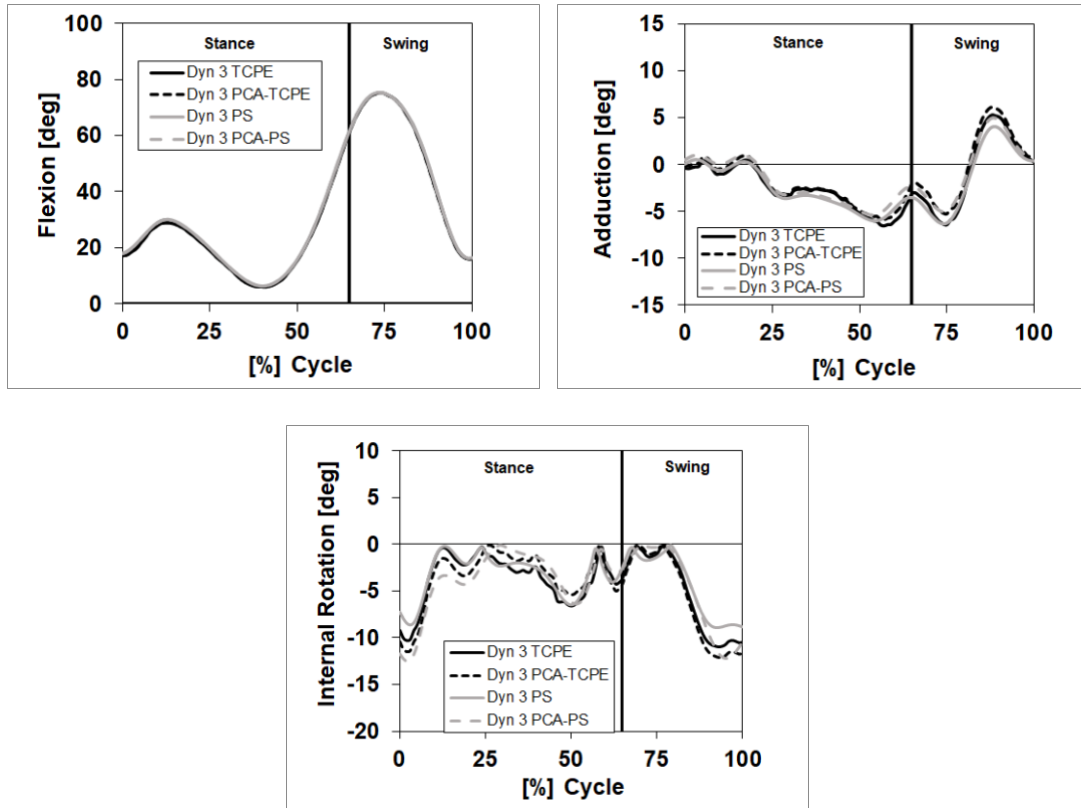 100
80
60
40
20
0
Flexion [deg]
Stance
Swing
Dyn 3 TCPE
Dyn 3 PCA-TCPE
Dyn 3 PS
Dyn 3 PCA-PS
0 25 50 75 100
[%] Cycle
15
10
5
0
-5
-10
-15
Adduction [deg]
Stance
Swing
Dyn 3 TCPE
Dyn 3 PCA-TCPE
Dyn 3 PS
Dyn 3 PCA-PS
0 25 50 75 100
[%] Cycle
10
5
0
-5
-10
-15
-20
Internal Rotation [deg]
Stance
Swing
Dyn 3 TCPE
Dyn 3 PCA-TCPE
Dyn 3 PS
Dyn 3 PCA-PS
0 25 50 75 100
[%] Cycle